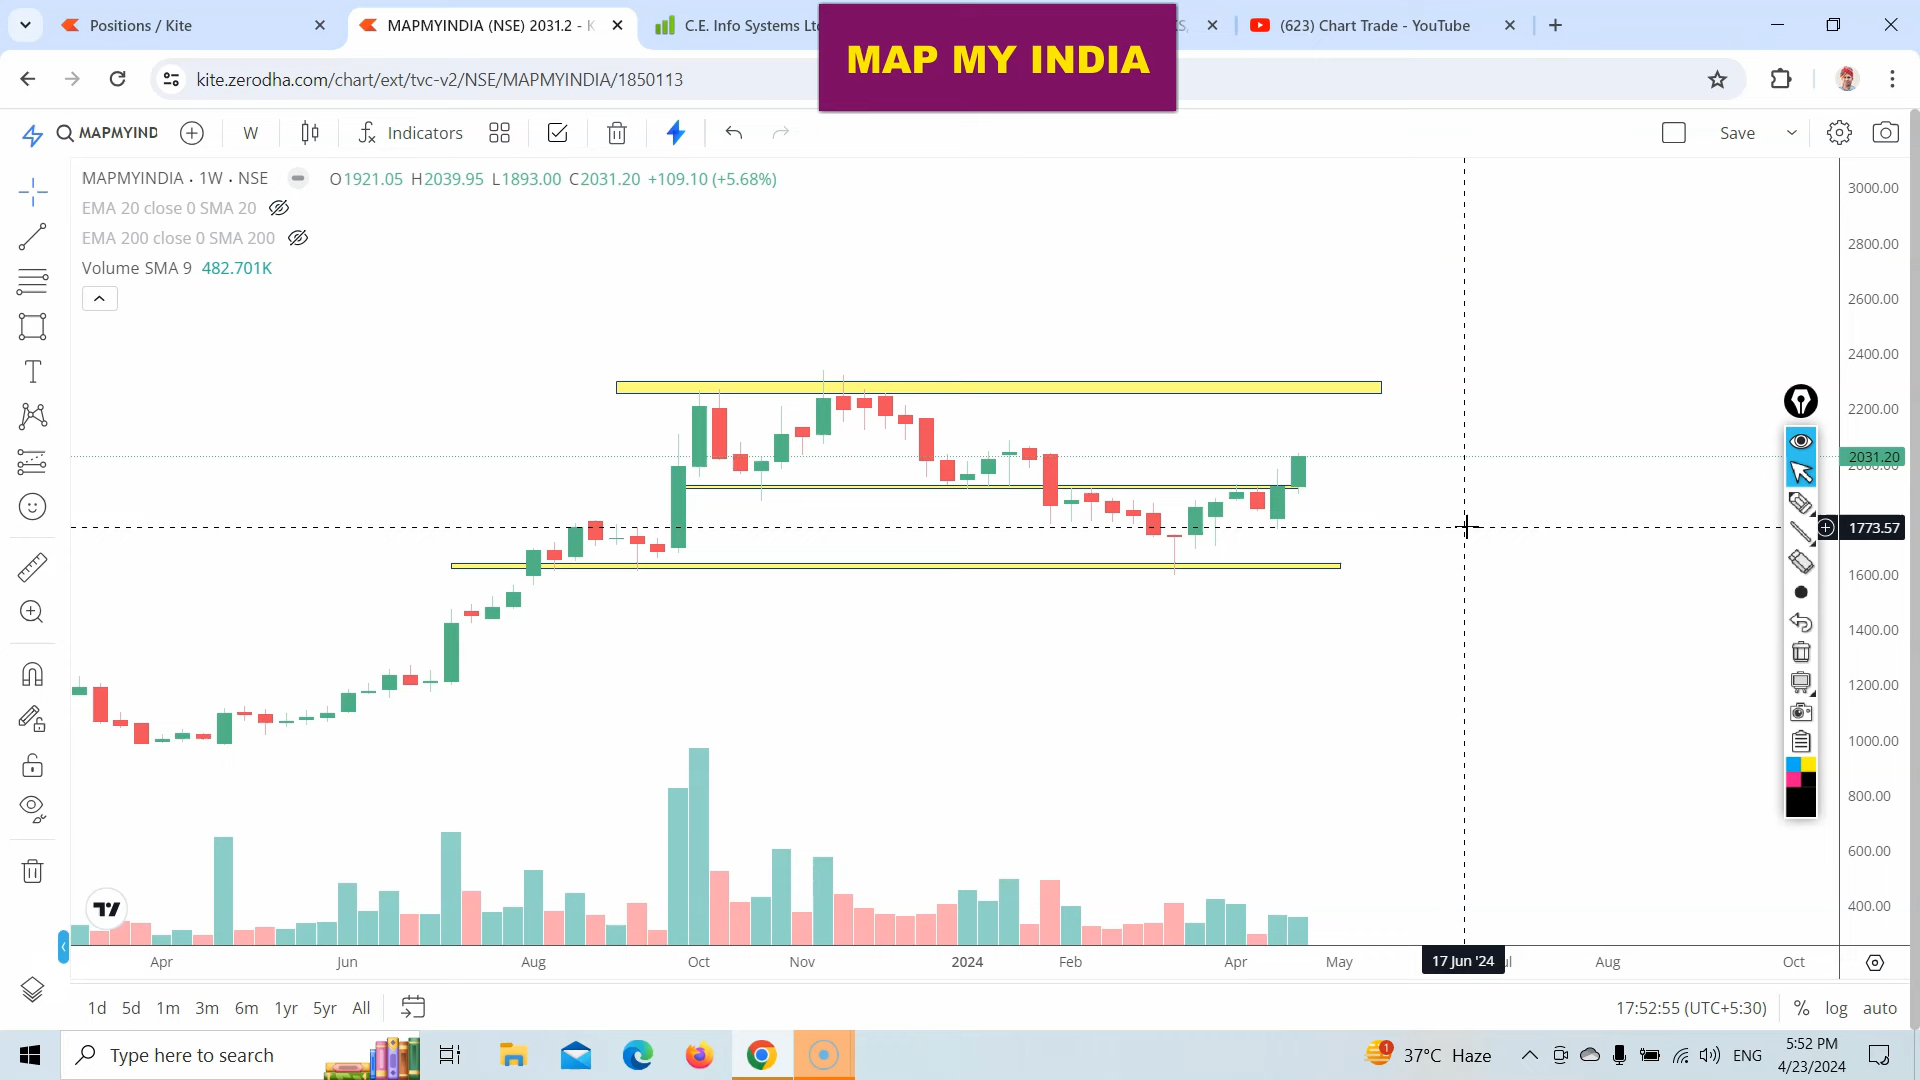 Positions / Kite
MAPMYINDIA (NSE) 2031.2 - K
C.E. Info Systems Lt
(623) Chart Trade - YouTube
MAP MY INDIA
kite.zerodha.com/chart/ext/tvc-v2/NSE/MAPMYINDIA/1850113
MAPMYIND
W
Indicators
Save
MAPMYINDIA · 1W · NSE
O1921.05 H2039.95 L1893.00 C2031.20 +109.10 (+5.68%)
EMA 20 close 0 SMA 20
EMA 200 close 0 SMA 200
Volume SMA 9 482.701K
3000.00
2800.00
2600.00
2400.00
2200.00
2031.20
1773.57
1600.00
1400.00
1200.00
1000.00
800.00
600.00
400.00
Apr Jun Aug Oct Nov 2024 Feb Apr May 17 Jun '24 Aug Oct
1d 5d 1m 3m 6m 1yr 5yr All
17:52:55 (UTC+5:30) % log auto
Type here to search
1
37°C Haze
ENG
5:52 PM
4/23/2024